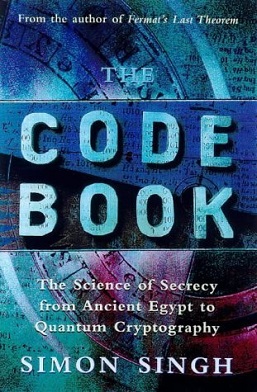 From the author of Fermat's Last Theorem
THE
CODE
BOOK
The Science of Secrecy
from Ancient Egypt to
Quantum Cryptography
SIMON SINGH